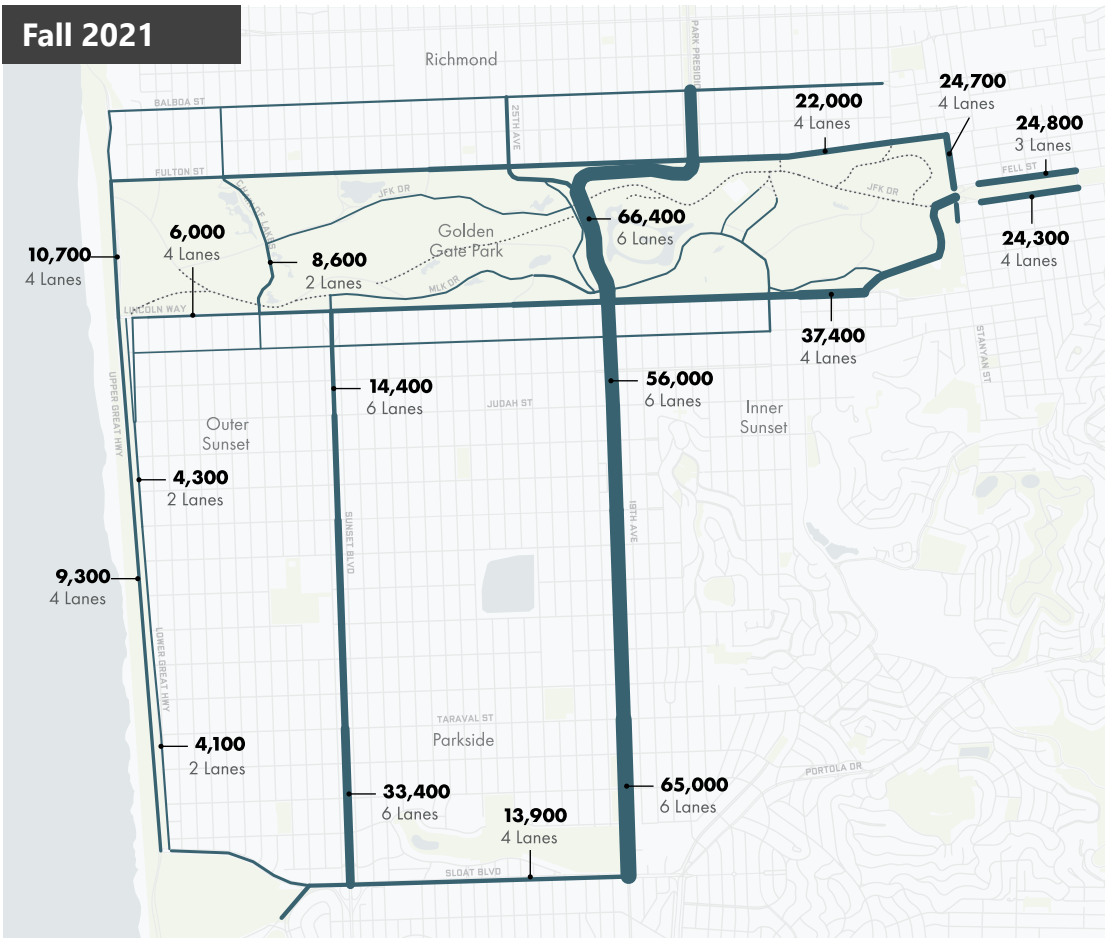 Fall 2021
Richmond
PARK PRESIDI
BALBOA ST
25TH AVE
22,000
4 Lanes
24,700
4 Lanes
24,800
3 Lanes
FELL ST
FULTON ST
CHAIN OF LAKES
JFK DR
JFK DR
10,700
4 Lanes
6,000
4 Lanes
8,600
2 Lanes
Golden
Gate Park
66,400
6 Lanes
24,300
4 Lanes
MLK DR
LINCOLN WAY
37,400
4 Lanes
STANYAN ST
UPPER GREAT HWY
14,400
6 Lanes
56,000
6 Lanes
JUDAH ST
Outer
Sunset
Inner
Sunset
4,300
2 Lanes
SUNSET BLVD
19TH AVE
9,300
4 Lanes
LOWER GREAT HWY
TARAVAL ST
Parkside
4,100
2 Lanes
PORTOLA DR
33,400
6 Lanes
65,000
6 Lanes
13,900
4 Lanes
SLOAT BLVD